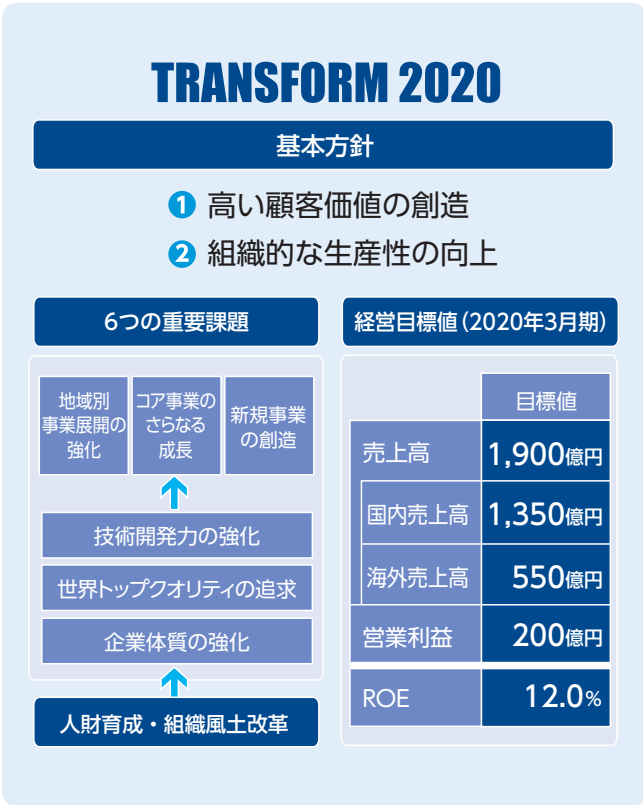 TRANSFORM 2020
基本方針
1 高い顧客価値の創造
2 組織的な生産性の向上
6つの重要課題
地域別
事業展開の
強化
コア事業の
さらなる
成長
新規事業
の創造
技術開発力の強化
世界トップクオリティの追求
企業体質の強化
人財育成・組織風土改革
経営目標値(2020年3月期)
目標値
売上高 1,900億円
国内売上高 1,350億円
海外売上高 550億円
営業利益 200億円
ROE 12.0%